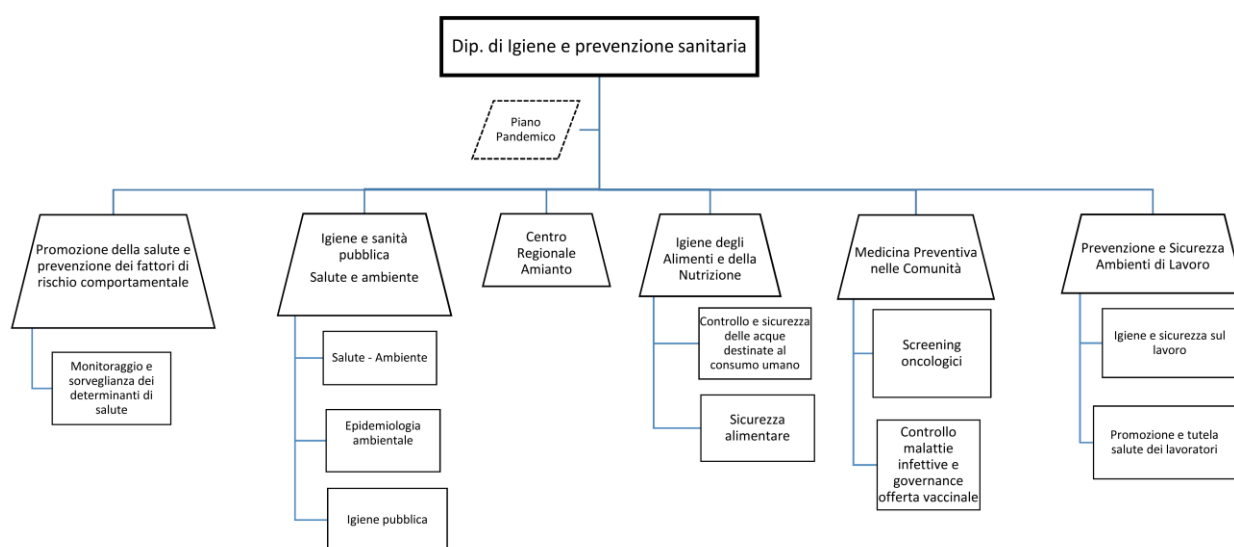 Dip. di Igiene e prevenzione sanitaria
Piano
Pandemico
Promozione della salute e
prevenzione dei fattori di
rischio comportamentale
Monitoraggio e
sorveglianza dei
determinanti di
salute
Igiene e sanità
pubblica
Salute e ambiente
Salute - Ambiente
Epidemiologia
ambientale
Igiene pubblica
Centro
Regionale
Amianto
Igiene degli
Alimenti e della
Nutrizione
Controllo e sicurezza
delle acque
destinate al
consumo umano
Sicurezza
alimentare
Medicina Preventiva
nelle Comunità
Screening
oncologici
Controllo
malattie
infettive e
governance
offerta vaccinale
Prevenzione e Sicurezza
Ambienti di Lavoro
Igiene e sicurezza sul
lavoro
Promozione e tutela
salute dei lavoratori